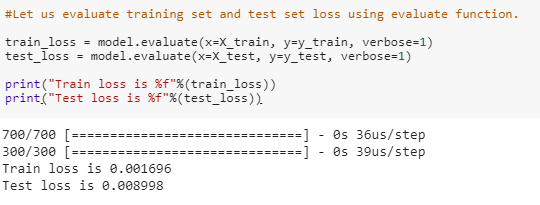 #Let us evaluate training set and test set loss using evaluate function.
train_loss = model.evaluate(x=X_train, y=y_train, verbose=1)
test_loss = model.evaluate(x=X_test, y=y_test, verbose=1)
print("Train loss is %f"%(train_loss))
print("Test loss is %f"%(test_loss))
700/700 [==============================] - 0s 36us/step
300/300 [==============================] - 0s 39us/step
Train loss is 0.001696
Test loss is 0.008998